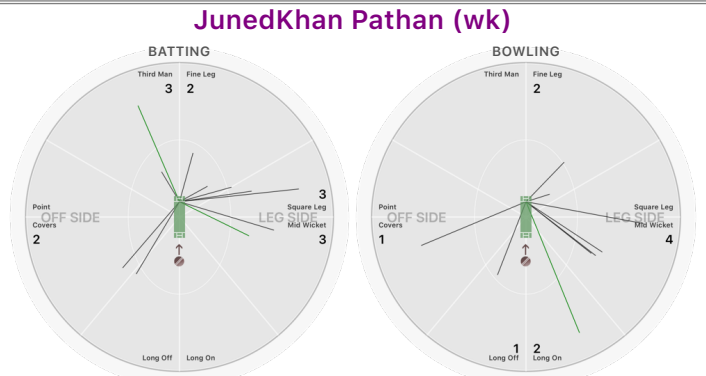 JunedKhan Pathan (wk)
BATTING
Third Man
Fine Leg
3
2
3
Point
Square Leg
OFF SIDE
LEG SIDE
Covers
Mid Wicket
2
3
Long Off
Long On
BOWLING
Third Man
Fine Leg
2
Point
Square Leg
OFF SIDE
LEG SIDE
Covers
Mid Wicket
1
4
1
2
Long Off
Long On